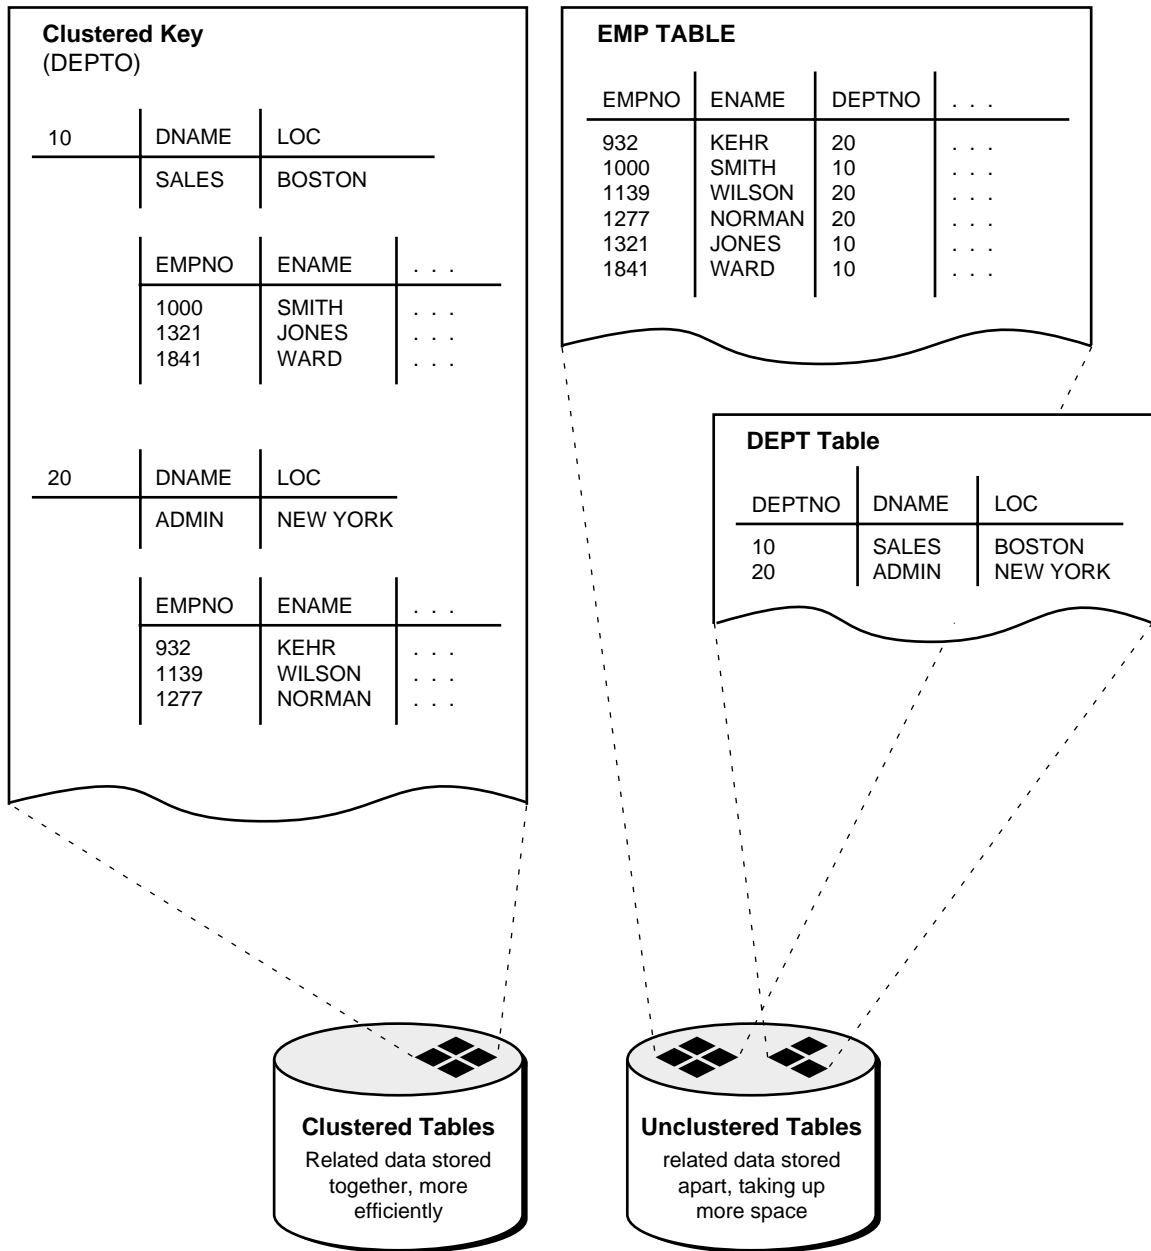 Clustered Key
(DEPTO)
10 DNAME LOC
SALES BOSTON
EMPNO ENAME . . .
1000 SMITH . . .
1321 JONES . . .
1841 WARD . . .
20 DNAME LOC
ADMIN NEW YORK
EMPNO ENAME . . .
932 KEHR . . .
1139 WILSON . . .
1277 NORMAN . . .
EMP TABLE
EMPNO ENAME DEPTNO . . .
932 KEHR 20 . . .
1000 SMITH 10 . . .
1139 WILSON 20 . . .
1277 NORMAN 20 . . .
1321 JONES 10 . . .
1841 WARD 10 . . .
DEPT Table
DEPTNO DNAME LOC
10 SALES BOSTON
20 ADMIN NEW YORK
Clustered Tables
Related data stored
together, more
efficiently
Unclustered Tables
related data stored
apart, taking up
more space